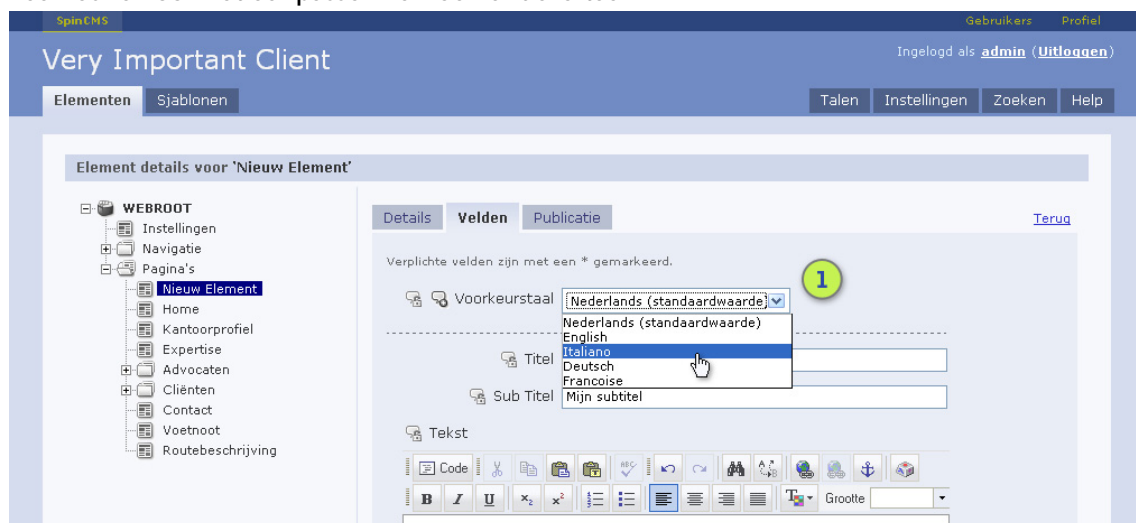 SpinCMS Gebruikers Profiel
Very Important Client
Ingelogd als admin (Uitloggen)
Elementen Sjablonen Talen Instellingen Zoeken Help
Element details voor 'Nieuw Element'
WEBROOT
Instellingen
Navigatie
Pagina's
Nieuw Element
Home
Kantoorprofiel
Expertise
Advocaten
Cliënten
Contact
Voetnoot
Routebeschrijving
Details Velden Publicatie Terug
Verplichte velden zijn met een * gemarkeerd.
1
Voorkeurstaal Nederlands (standaardwaarde)
Nederlands (standaardwaarde)
English
Italiano
Deutsch
Francoise
Titel
Sub Titel Mijn subtitel
Tekst
Code ABC
B I U x₂ x² T Grootte